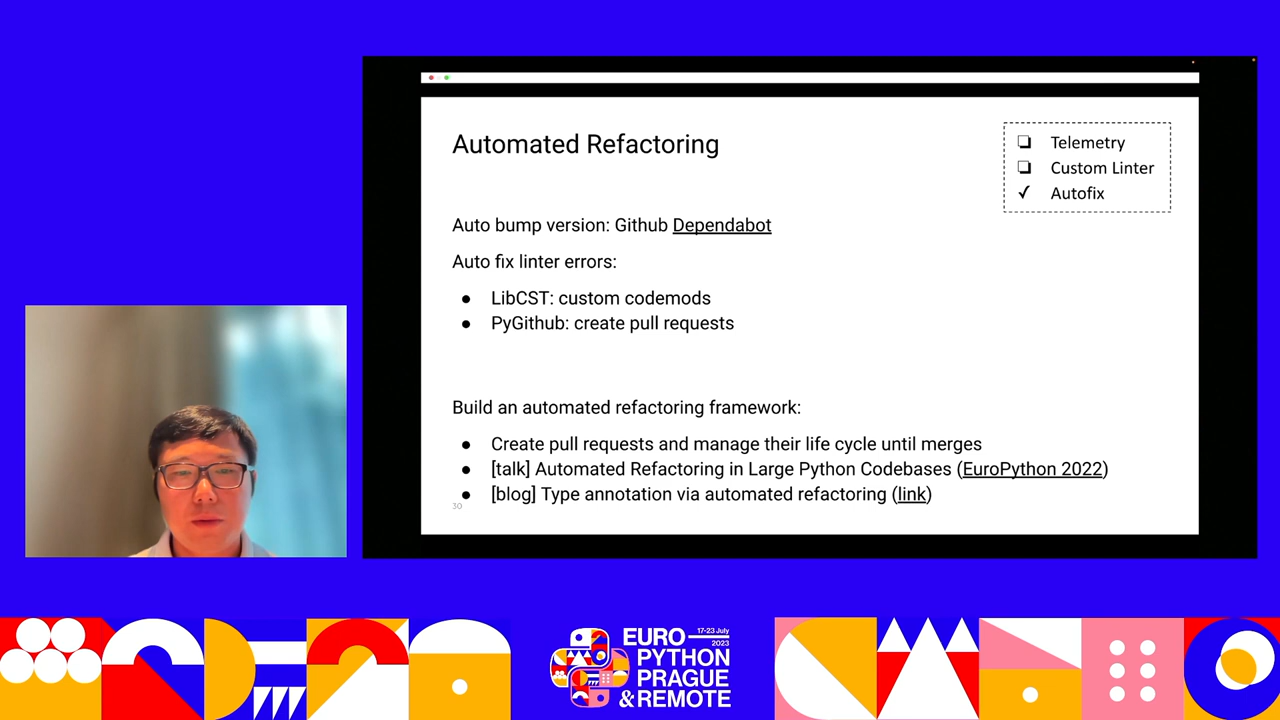 Automated Refactoring
❑ Telemetry
❑ Custom Linter
✓ Autofix
Auto bump version: Github Dependabot
Auto fix linter errors:
● LibCST: custom codemods
● PyGithub: create pull requests
Build an automated refactoring framework:
● Create pull requests and manage their life cycle until merges
● [talk] Automated Refactoring in Large Python Codebases (EuroPython 2022)
● [blog] Type annotation via automated refactoring (link)
30
EURO 17-23 July 2023
PYTHON
PRAGUE
& REMOTE